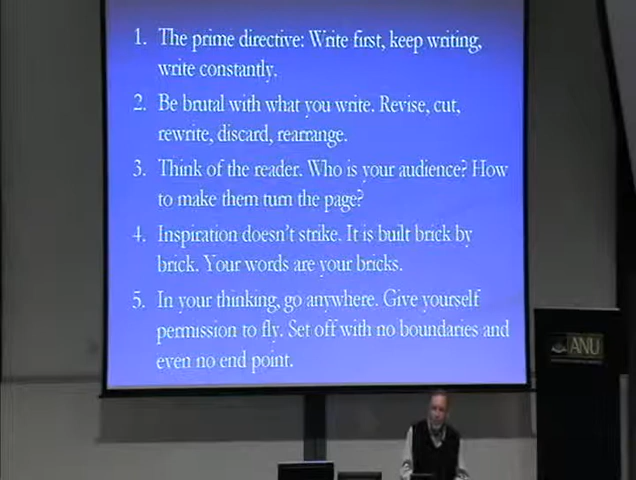 1. The prime directive: Write first, keep writing,
write constantly.
2. Be brutal with what you write. Revise, cut,
rewrite, discard, rearrange.
3. Think of the reader. Who is your audience? How
to make them turn the page?
4. Inspiration doesn't strike. It is built brick by
brick. Your words are your bricks.
5. In your thinking, go anywhere. Give yourself
permission to fly. Set off with no boundaries and
even no end point.
ANU